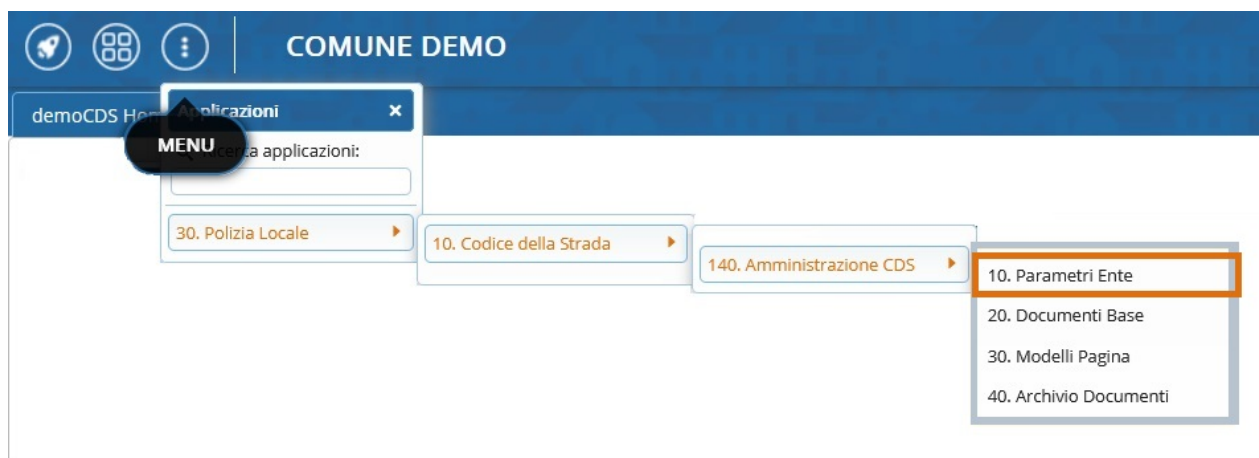 COMUNE DEMO
demoCDS
Applicazioni ×
MENU
applicazioni:
30. Polizia Locale
10. Codice della Strada
140. Amministrazione CDS
10. Parametri Ente
20. Documenti Base
30. Modelli Pagina
40. Archivio Documenti